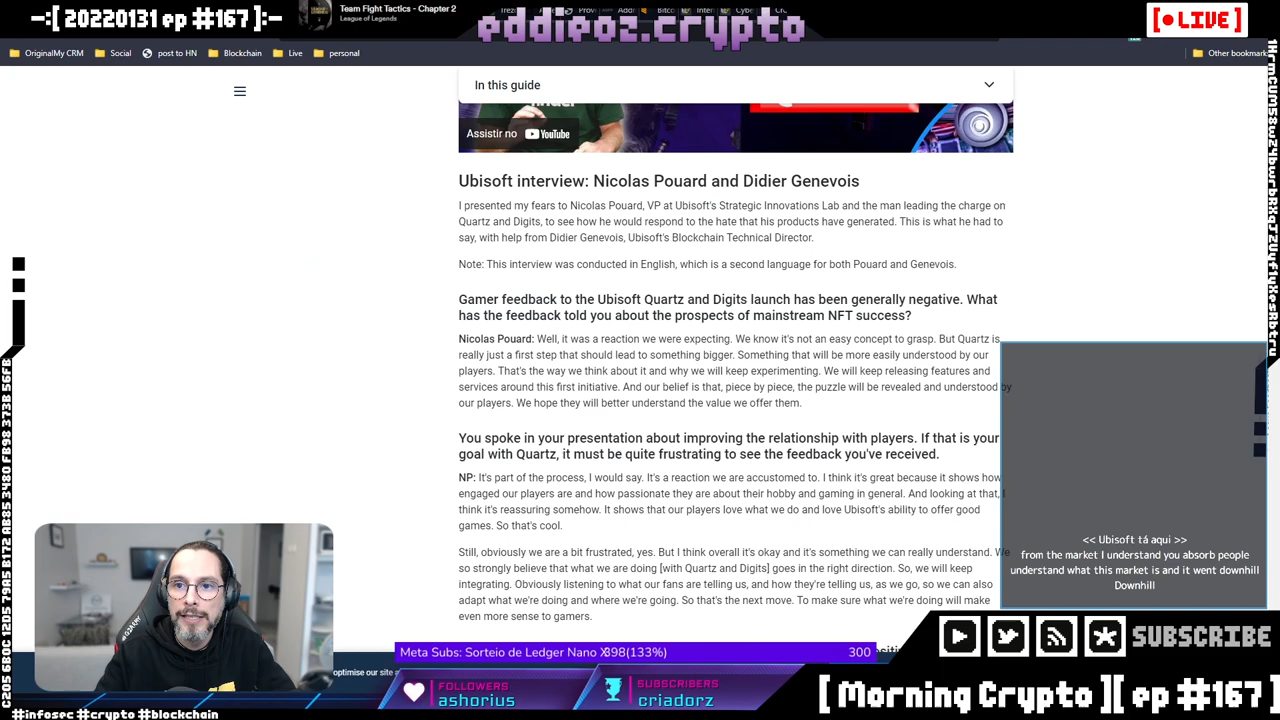 -:[ 20220131 ep #167 ]:-
Team Fight Tactics - Chapter 2
League of Legends
eddieoz.crypto
[ ● LIVE ]
OriginalMy CRM
Social
post to HN
Blockchain
Live
personal
Other bookmark
In this guide
Assistir no YouTube
Ubisoft interview: Nicolas Pouard and Didier Genevois
I presented my fears to Nicolas Pouard, VP at Ubisoft's Strategic Innovations Lab and the man leading the charge on
Quartz and Digits, to see how he would respond to the hate that his products have generated. This is what he had to
say, with help from Didier Genevois, Ubisoft's Blockchain Technical Director.
Note: This interview was conducted in English, which is a second language for both Pouard and Genevois.
Gamer feedback to the Ubisoft Quartz and Digits launch has been generally negative. What
has the feedback told you about the prospects of mainstream NFT success?
Nicolas Pouard: Well, it was a reaction we were expecting. We know it's not an easy concept to grasp. But Quartz is
really just a first step that should lead to something bigger. Something that will be more easily understood by our
players. That's the way we think about it and why we will keep experimenting. We will keep releasing features and
services around this first initiative. And our belief is that, piece by piece, the puzzle will be revealed and understood by
our players. We hope they will better understand the value we offer them.
You spoke in your presentation about improving the relationship with players. If that is your
goal with Quartz, it must be quite frustrating to see the feedback you've received.
NP: It's part of the process, I would say. It's a reaction we are accustomed to. I think it's great because it shows how
engaged our players are and how passionate they are about their hobby and gaming in general. And looking at that, I
think it's reassuring somehow. It shows that our players love what we do and love Ubisoft's ability to offer good
games. So that's cool.
Still, obviously we are a bit frustrated, yes. But I think overall it's okay and it's something we can really understand. We
so strongly believe that what we are doing [with Quartz and Digits] goes in the right direction. So, we will keep
integrating. Obviously listening to what our fans are telling us, and how they're telling us, as we go, so we can also
adapt what we're doing and where we're going. So that's the next move. To make sure what we're doing will make
even more sense to gamers.
<< Ubisoft tá aqui >>
from the market I understand you absorb people
understand what this market is and it went downhill
Downhill
optimise our site
Meta Subs: Sorteio de Ledger Nano X
398(133%)
300
FOLLOWERS
ashorius
SUBSCRIBERS
criadorz
SUBSCRIBE
[ Morning Crypto ][ ep #167 ]
#infosec #crypto #blockchain